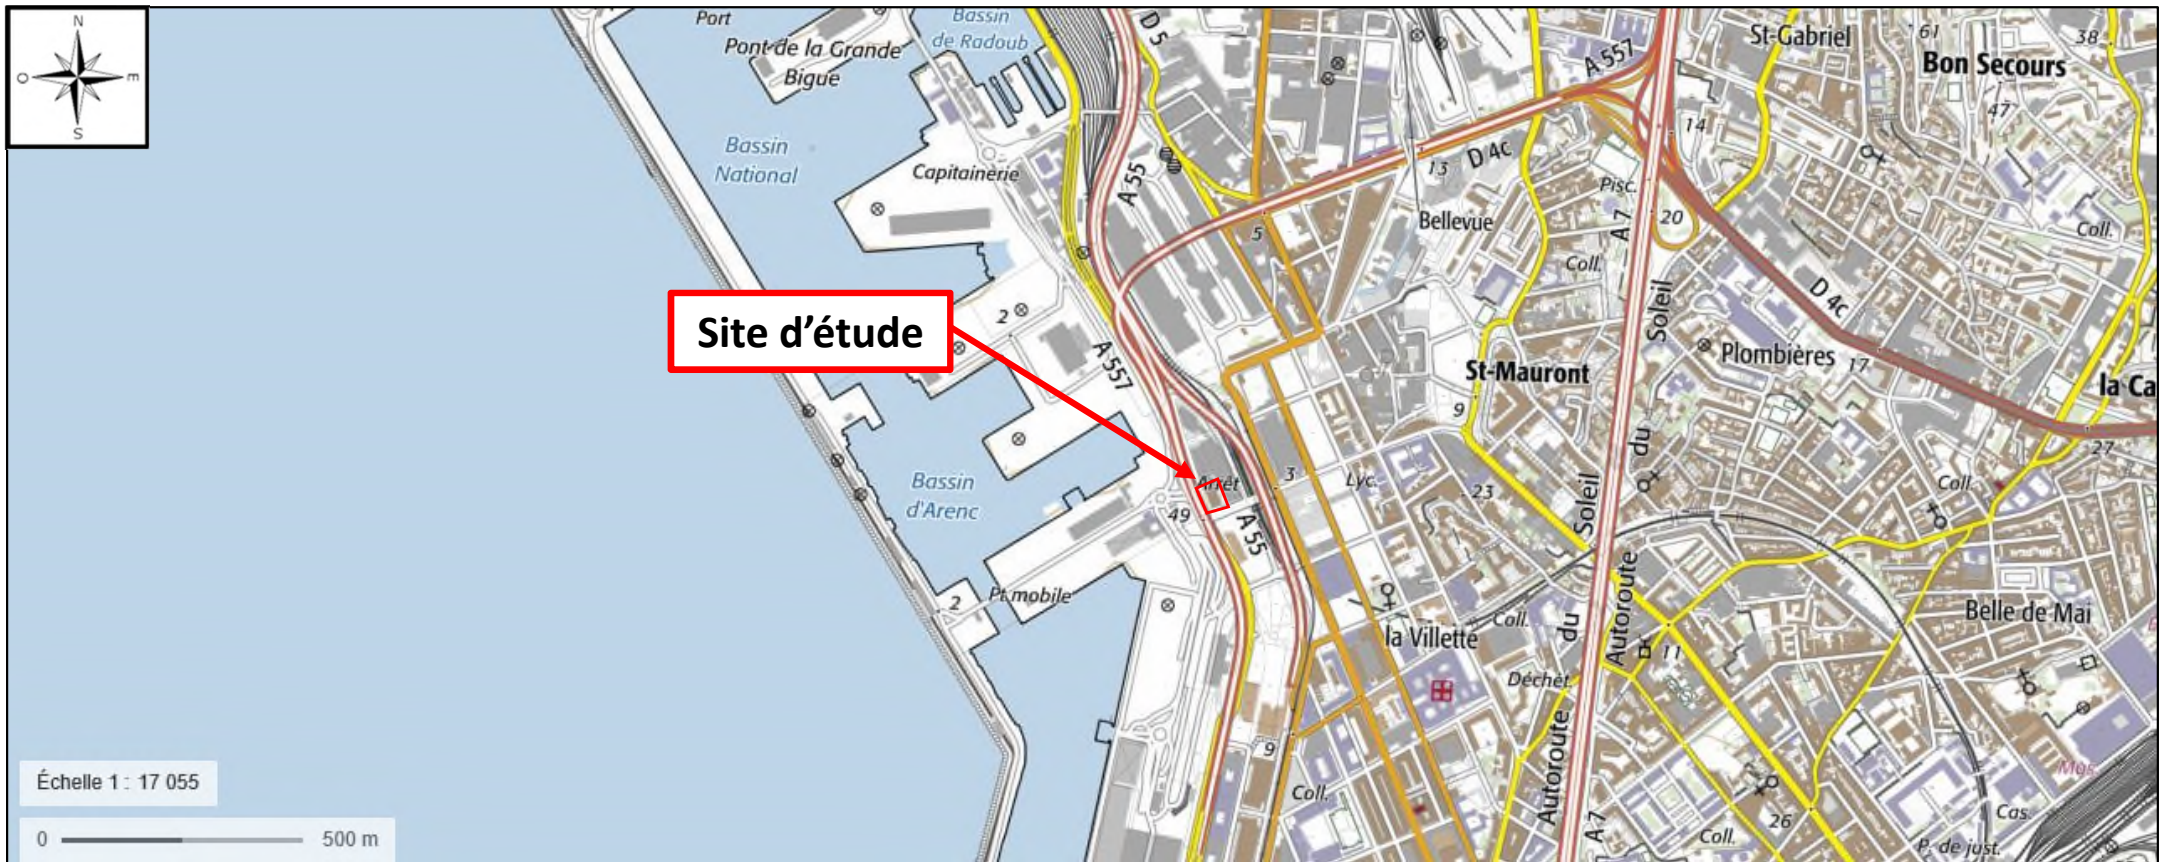 N
O
E
S
Port
Pont de la Grande
Bigue
Bassin
de Radoub
D 5
A 557
St-Gabriel
61
Bon Secours
38
47
Bassin
National
Capitainerie
A 55
14
13
D 4c
Pisc.
20
A 7
Bellevue
5
Coll.
Coll.
Soleil
D 4c
2
Site d'étude
A 557
St-Mauront
Plombières
17
la Ca
9
du
27
Bassin
d'Arenc
Arrêt
3
Lyc.
23
49
A 55
Soleil
Coll.
2
Pt mobile
la Villette
Coll.
du
Autoroute
Belle de Mai
11
Déchèt.
9
Autoroute
A 7
Coll.
Mus.
Cas.
26
Coll.
P. de just.
Échelle 1 : 17 055
0
500 m